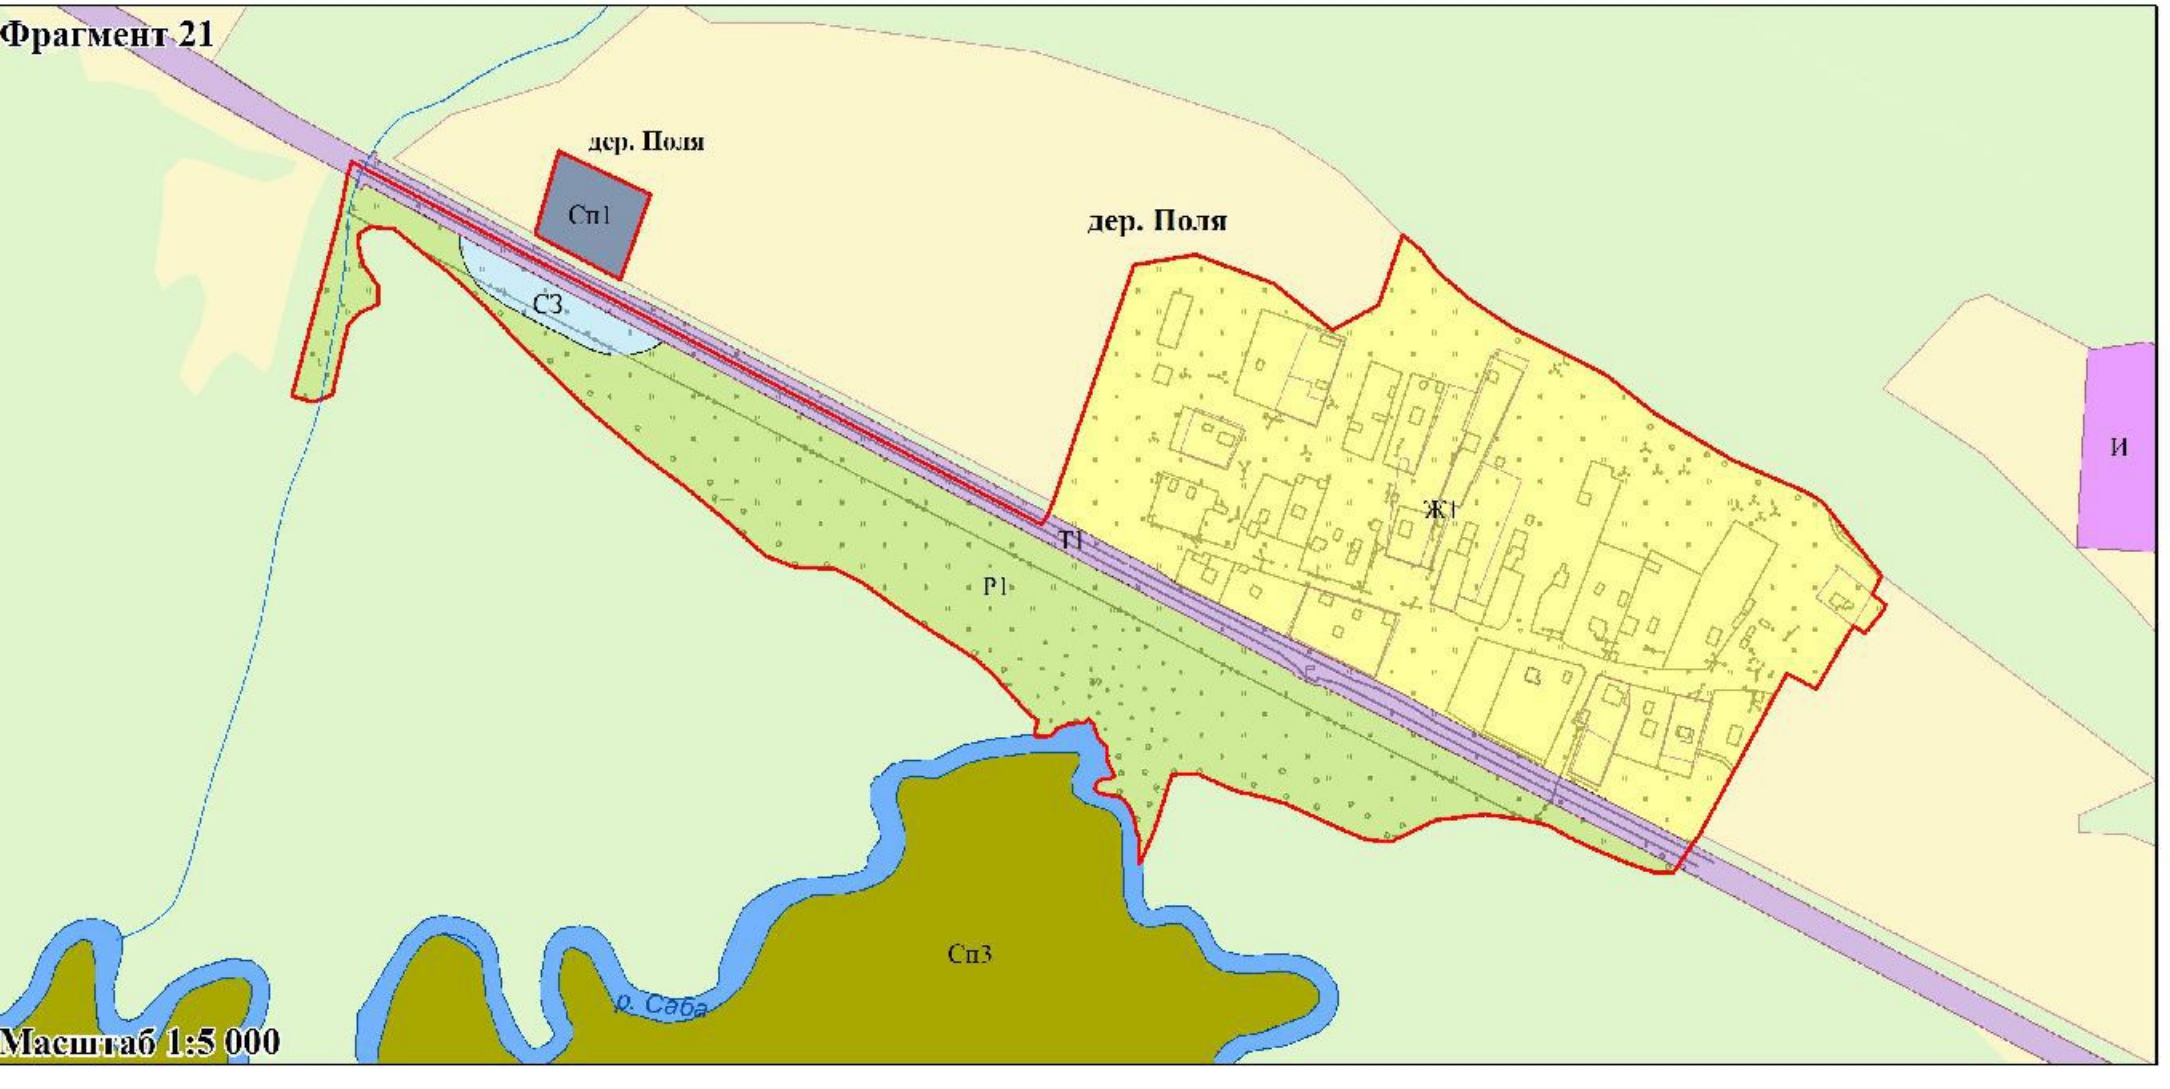 Фрагмент 21
дер. Поля
Сп1
дер. Поля
СЗ
И
Ж1
Т1
Р1
Сп3
р. Саба
Масштаб 1:5 000